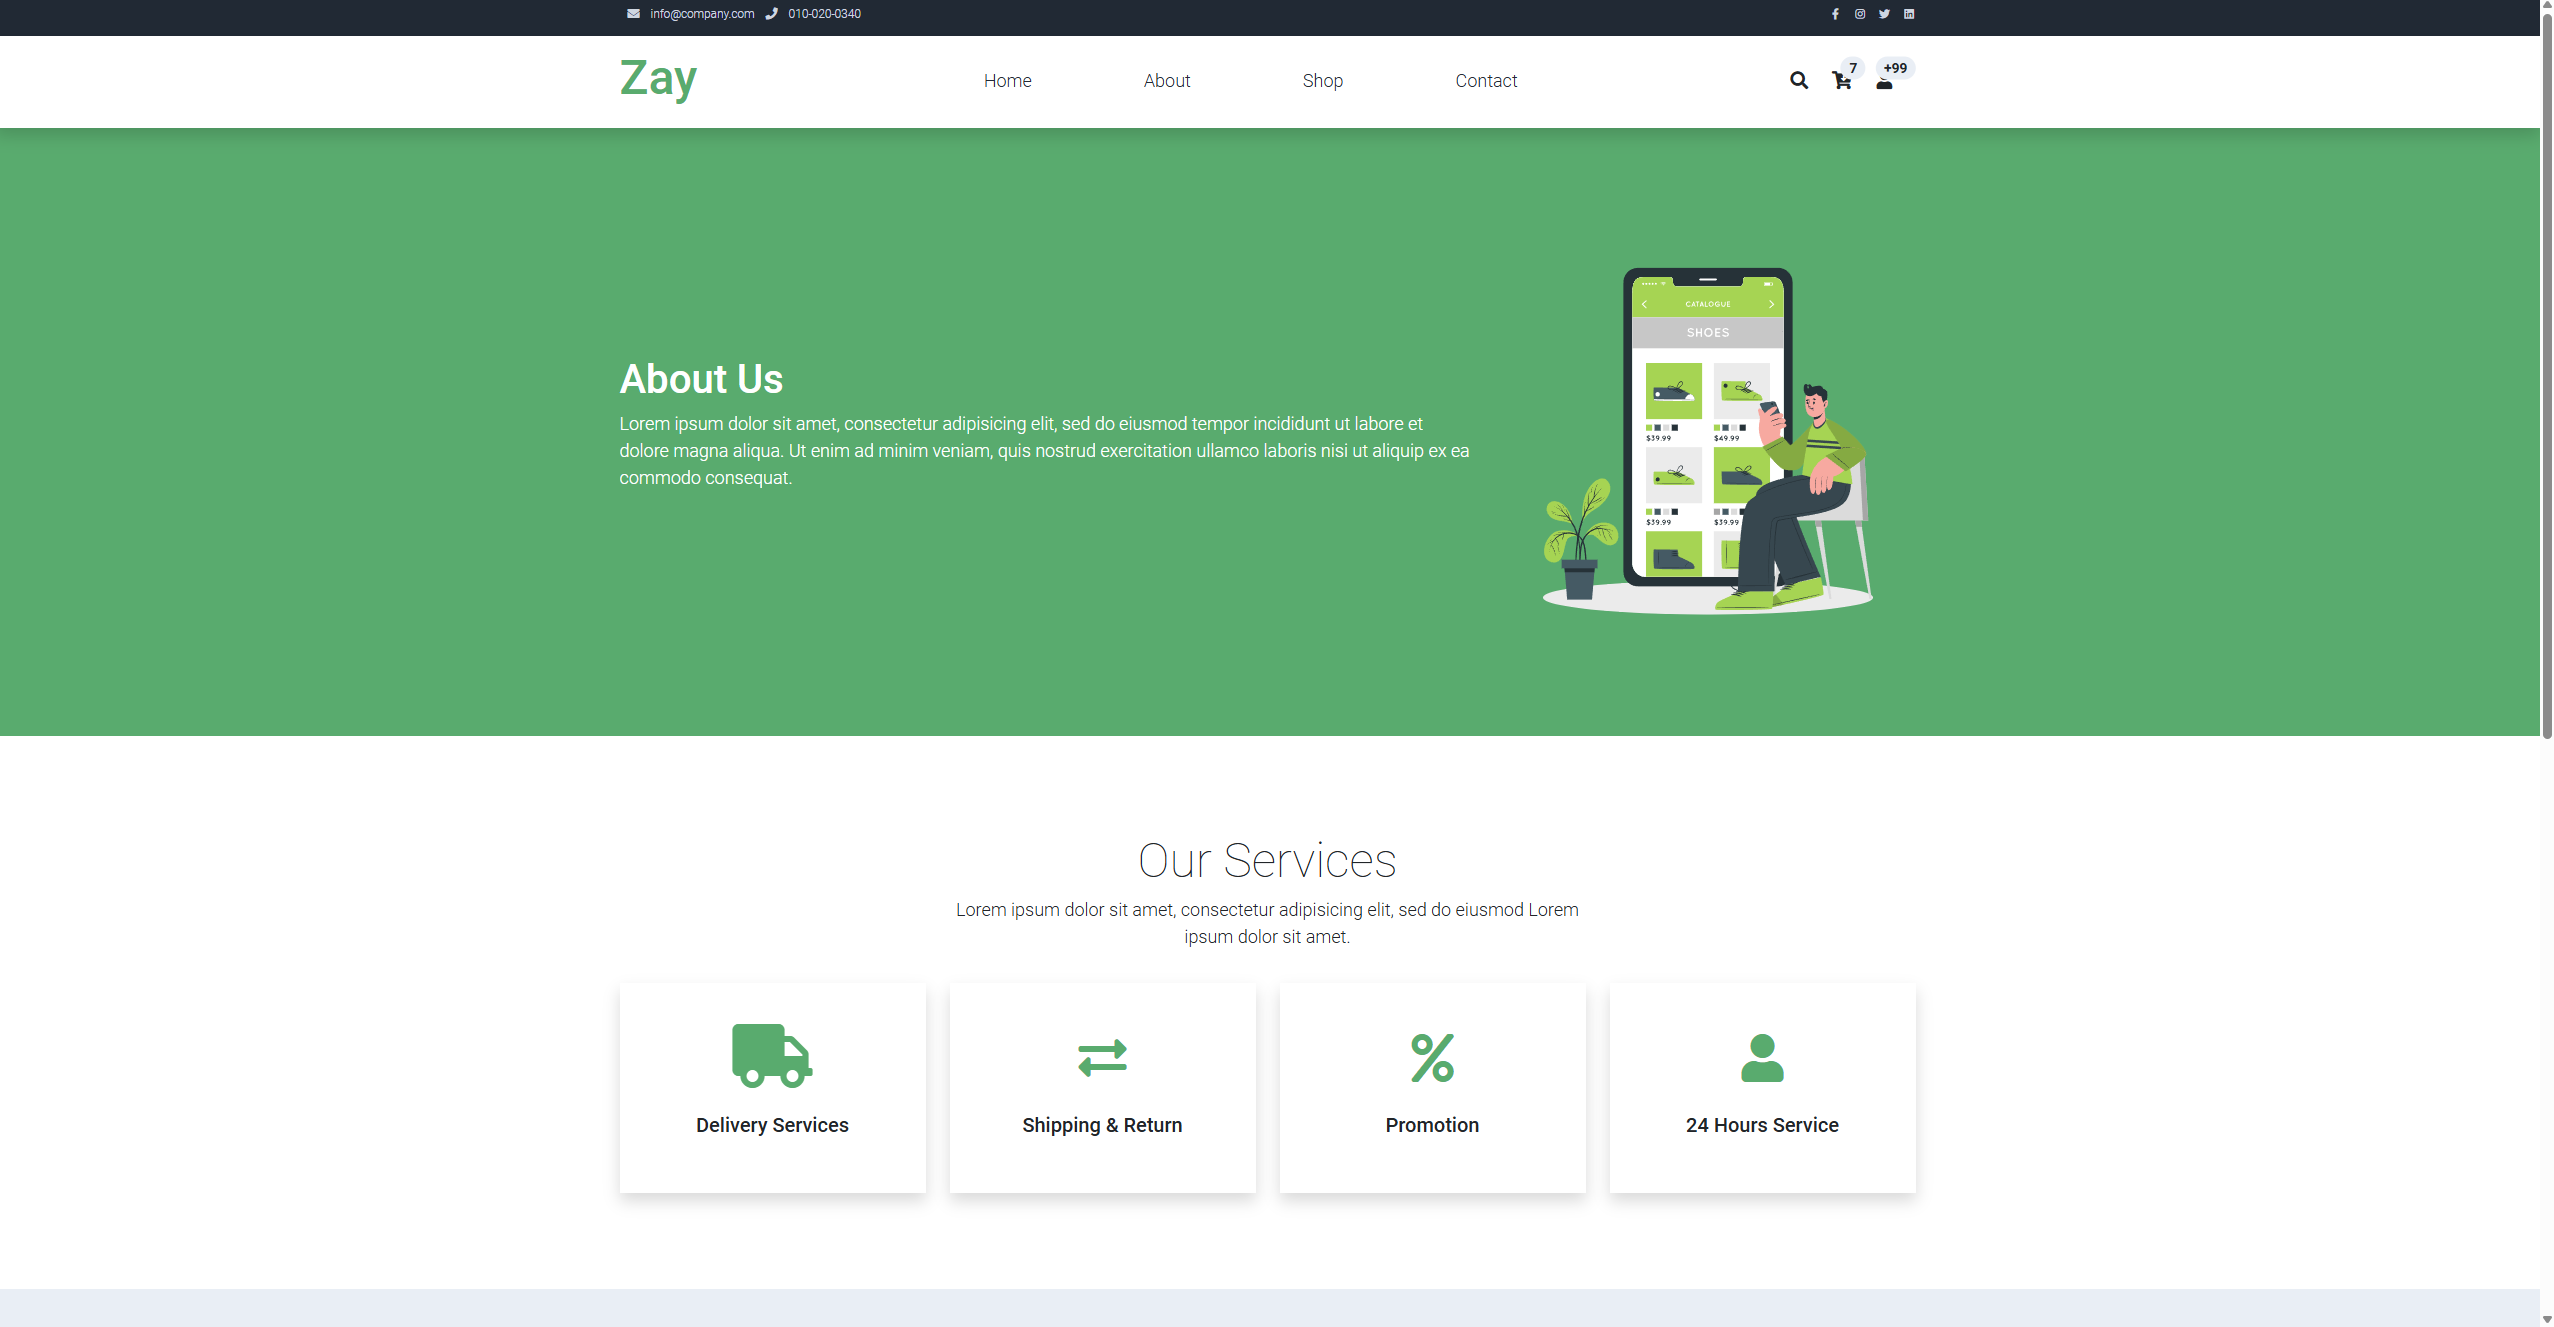 info@company.com 010-020-0340
Zay
Home About Shop Contact
7 +99
CATALOGUE
SHOES
$39.99 $49.99
$39.99 $39.99
About Us
Lorem ipsum dolor sit amet, consectetur adipisicing elit, sed do eiusmod tempor incididunt ut labore et
dolore magna aliqua. Ut enim ad minim veniam, quis nostrud exercitation ullamco laboris nisi ut aliquip ex ea
commodo consequat.
Our Services
Lorem ipsum dolor sit amet, consectetur adipisicing elit, sed do eiusmod Lorem
ipsum dolor sit amet.
Delivery Services
Shipping & Return
Promotion
24 Hours Service